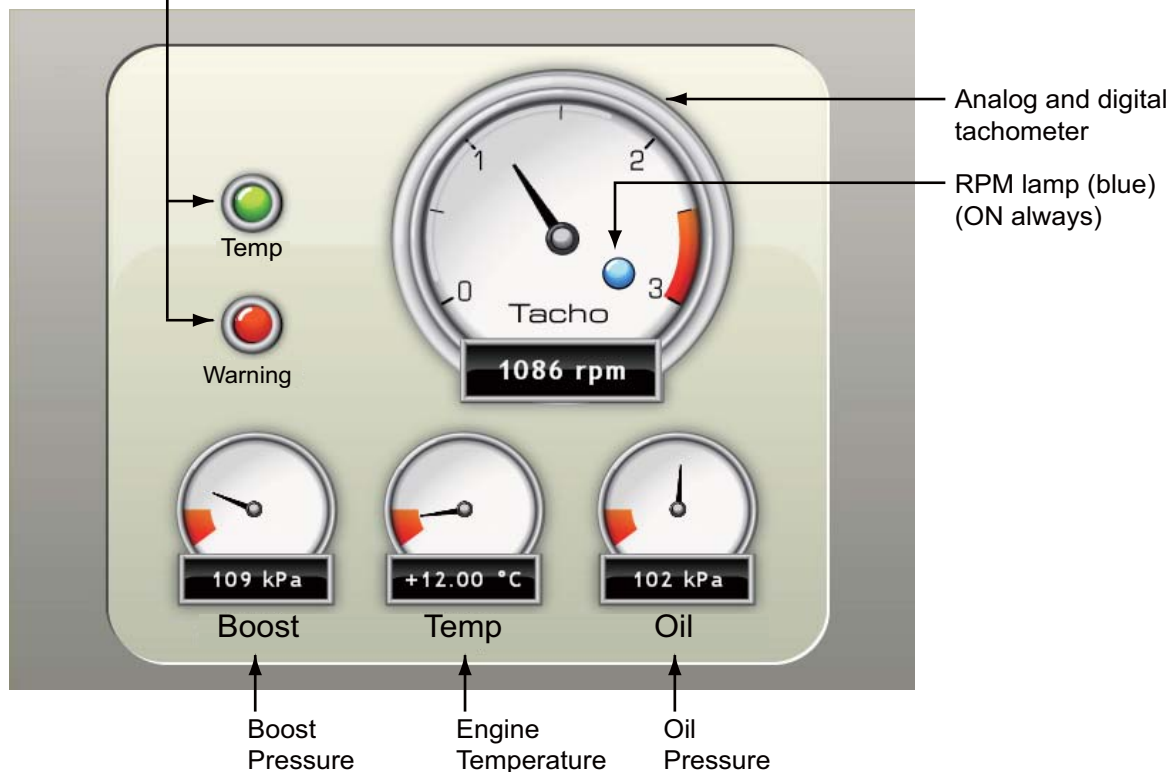 1
2
0
3
Tacho
1086 rpm
Temp
Warning
Analog and digital
tachometer
RPM lamp (blue)
(ON always)
109 kPa
+12.00 °C
102 kPa
Boost
Temp
Oil
Boost
Pressure
Engine
Temperature
Oil
Pressure